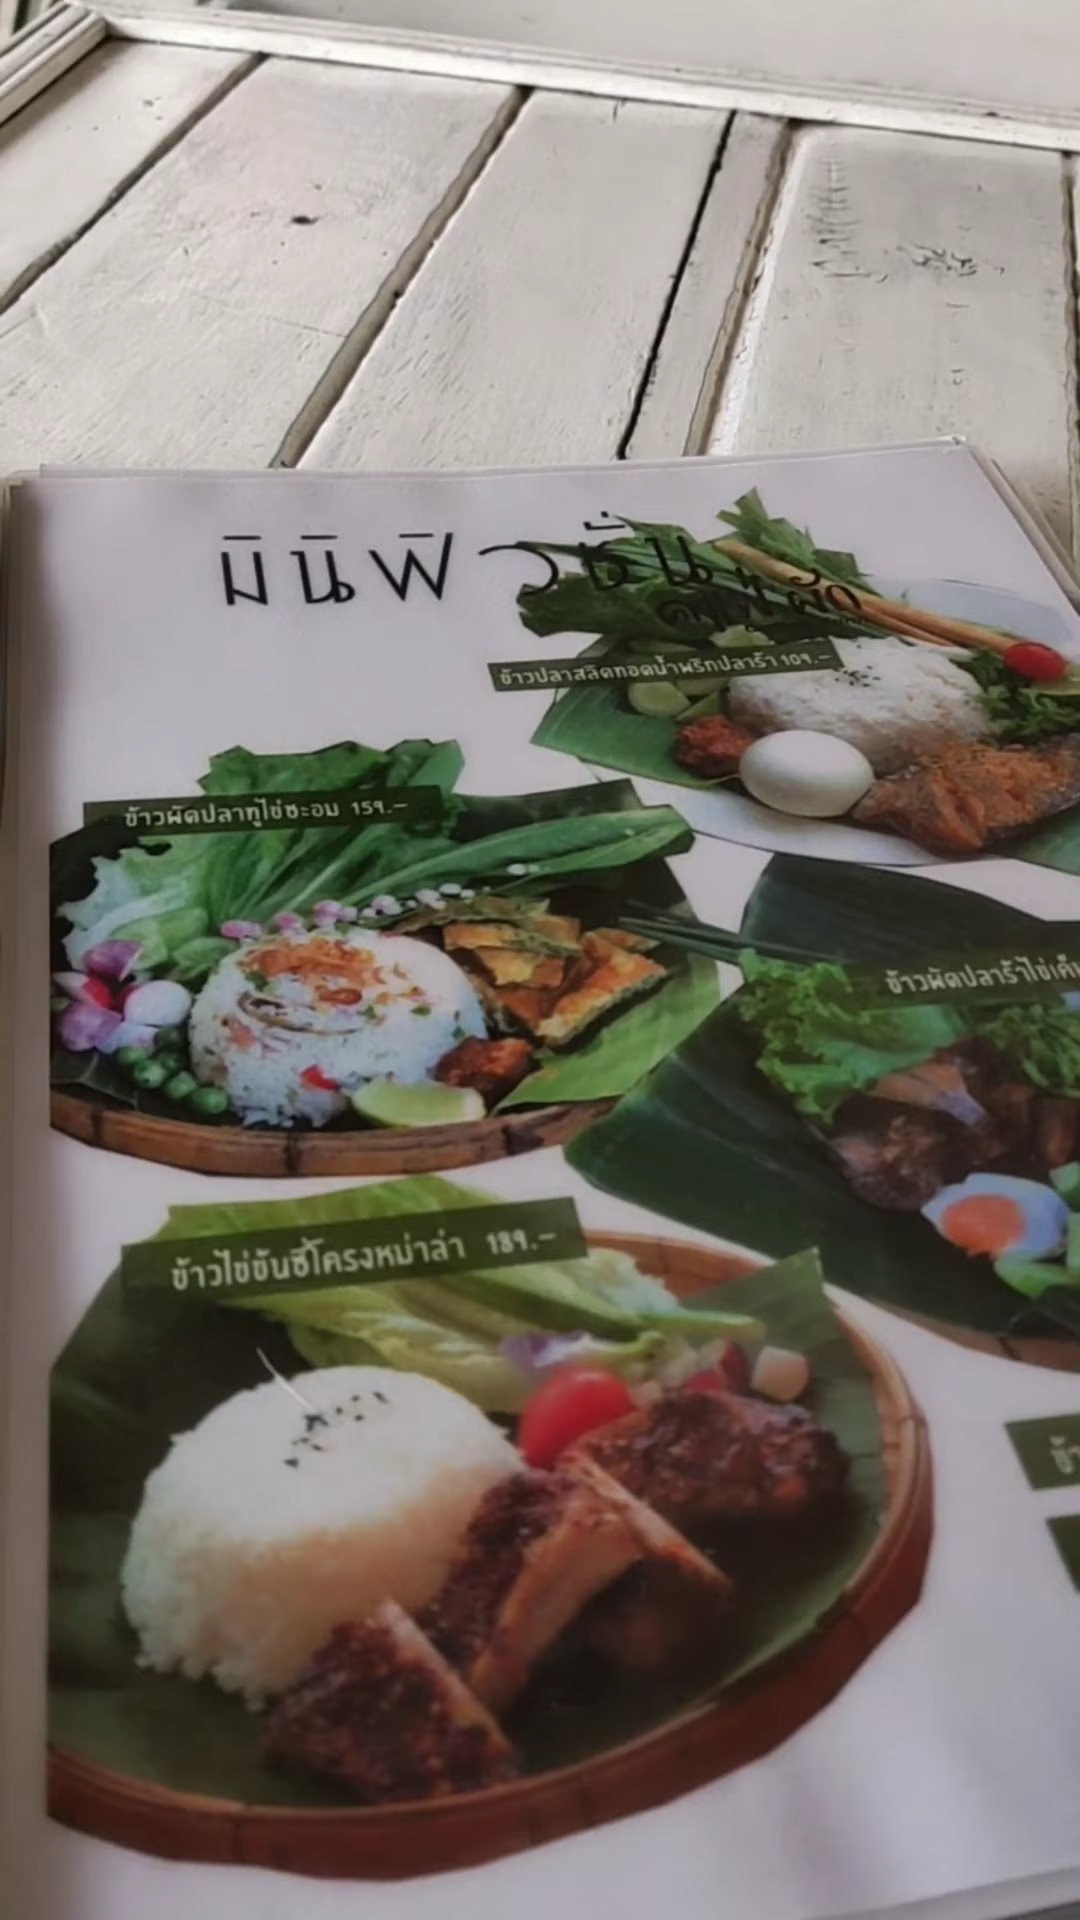 มินิฟิวชั่น
ข้าวปลาสลิดทอดน้ำพริกปลาร้า 109.-
ข้าวผัดปลาทูไข่ชะอม 159.-
ข้าวผัดปลาร้าไข่เค็ม
ข้าวไข่ข้นซี่โครงหม่าล่า 189.-
ข้า